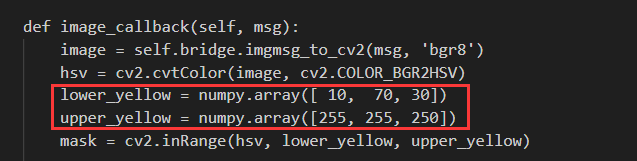 def image_callback(self, msg):
    image = self.bridge.imgmsg_to_cv2(msg, 'bgr8')
    hsv = cv2.cvtColor(image, cv2.COLOR_BGR2HSV)
    lower_yellow = numpy.array([ 10,  70, 30])
    upper_yellow = numpy.array([255, 255, 250])
    mask = cv2.inRange(hsv, lower_yellow, upper_yellow)